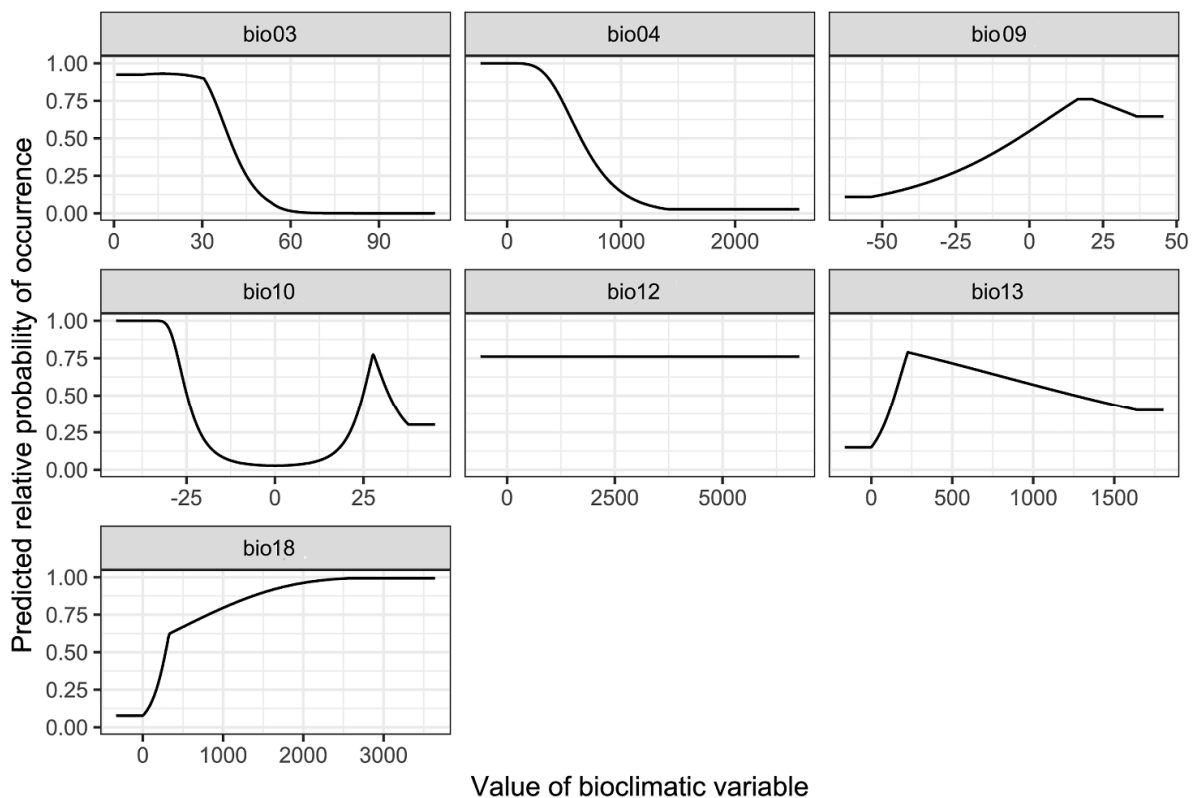 bio03 bio04 bio09
1.00
0.75
0.50
0.25
0.00
0 30 60 90 0 1000 2000 -50 -25 0 25 50
bio10 bio12 bio13
1.00
0.75
0.50
0.25
0.00
-25 0 25 0 2500 5000 0 500 1000 1500
bio18
1.00
0.75
0.50
0.25
0.00
0 1000 2000 3000
Predicted relative probability of occurrence
Value of bioclimatic variable